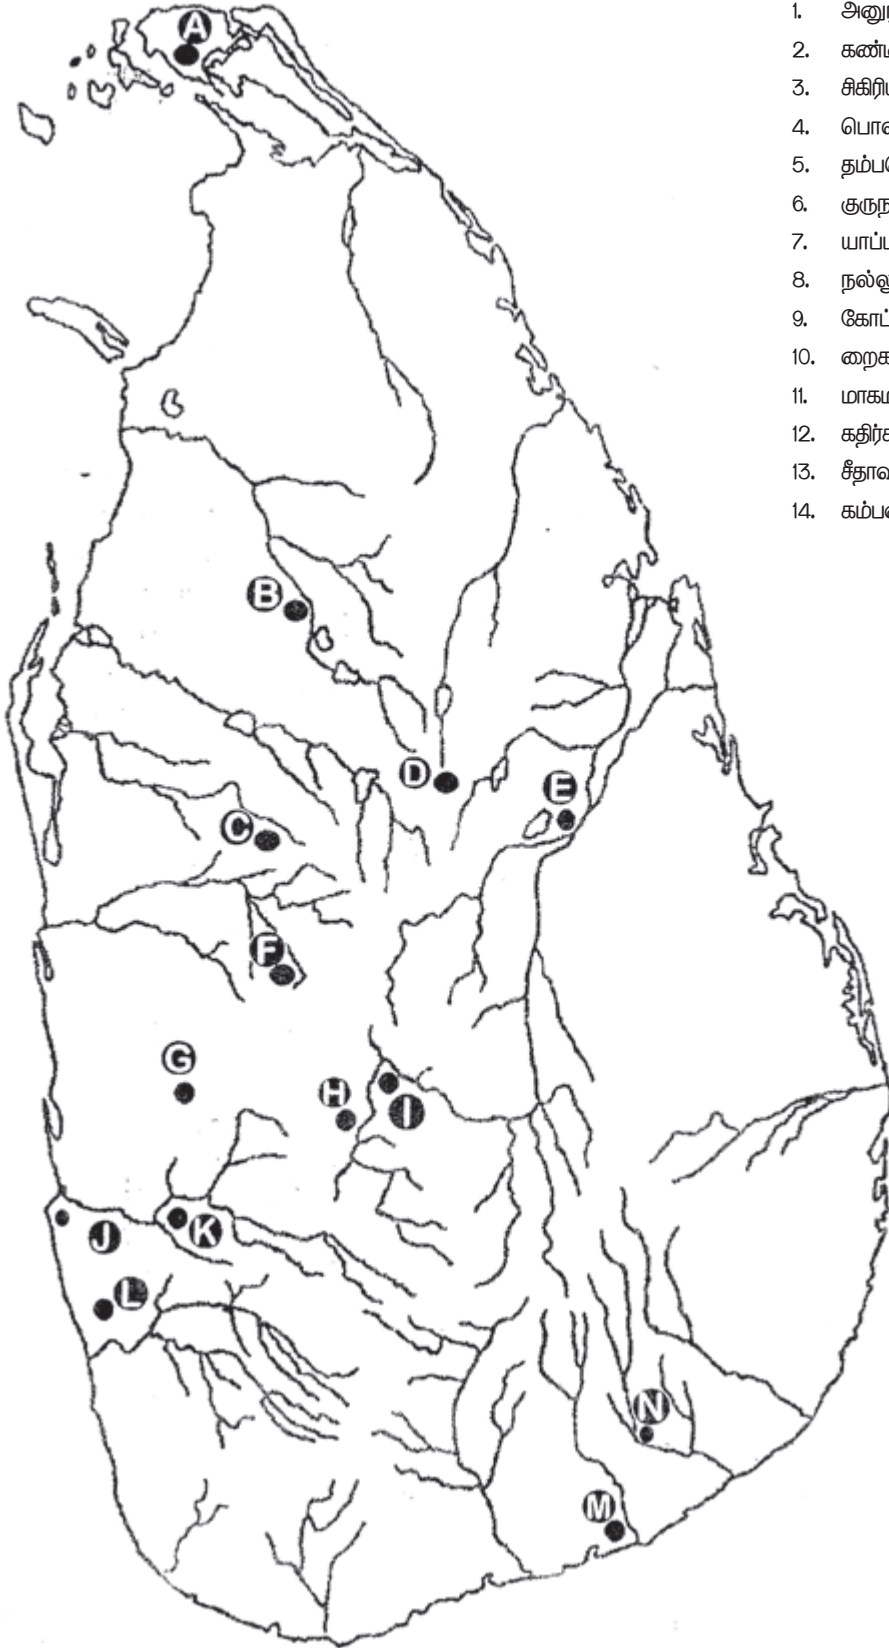 A
B
D
E
C
F
G
H
I
J
K
L
N
M
1. அனு
2. கண்
3. சிகிரி
4. பொ
5. தம்ப
6. குரு
7. யாப்
8. நல்லூ
9. கோட்
10. றைக
11. மாகம
12. கதிர்க
13. சீதாவ
14. கம்ப